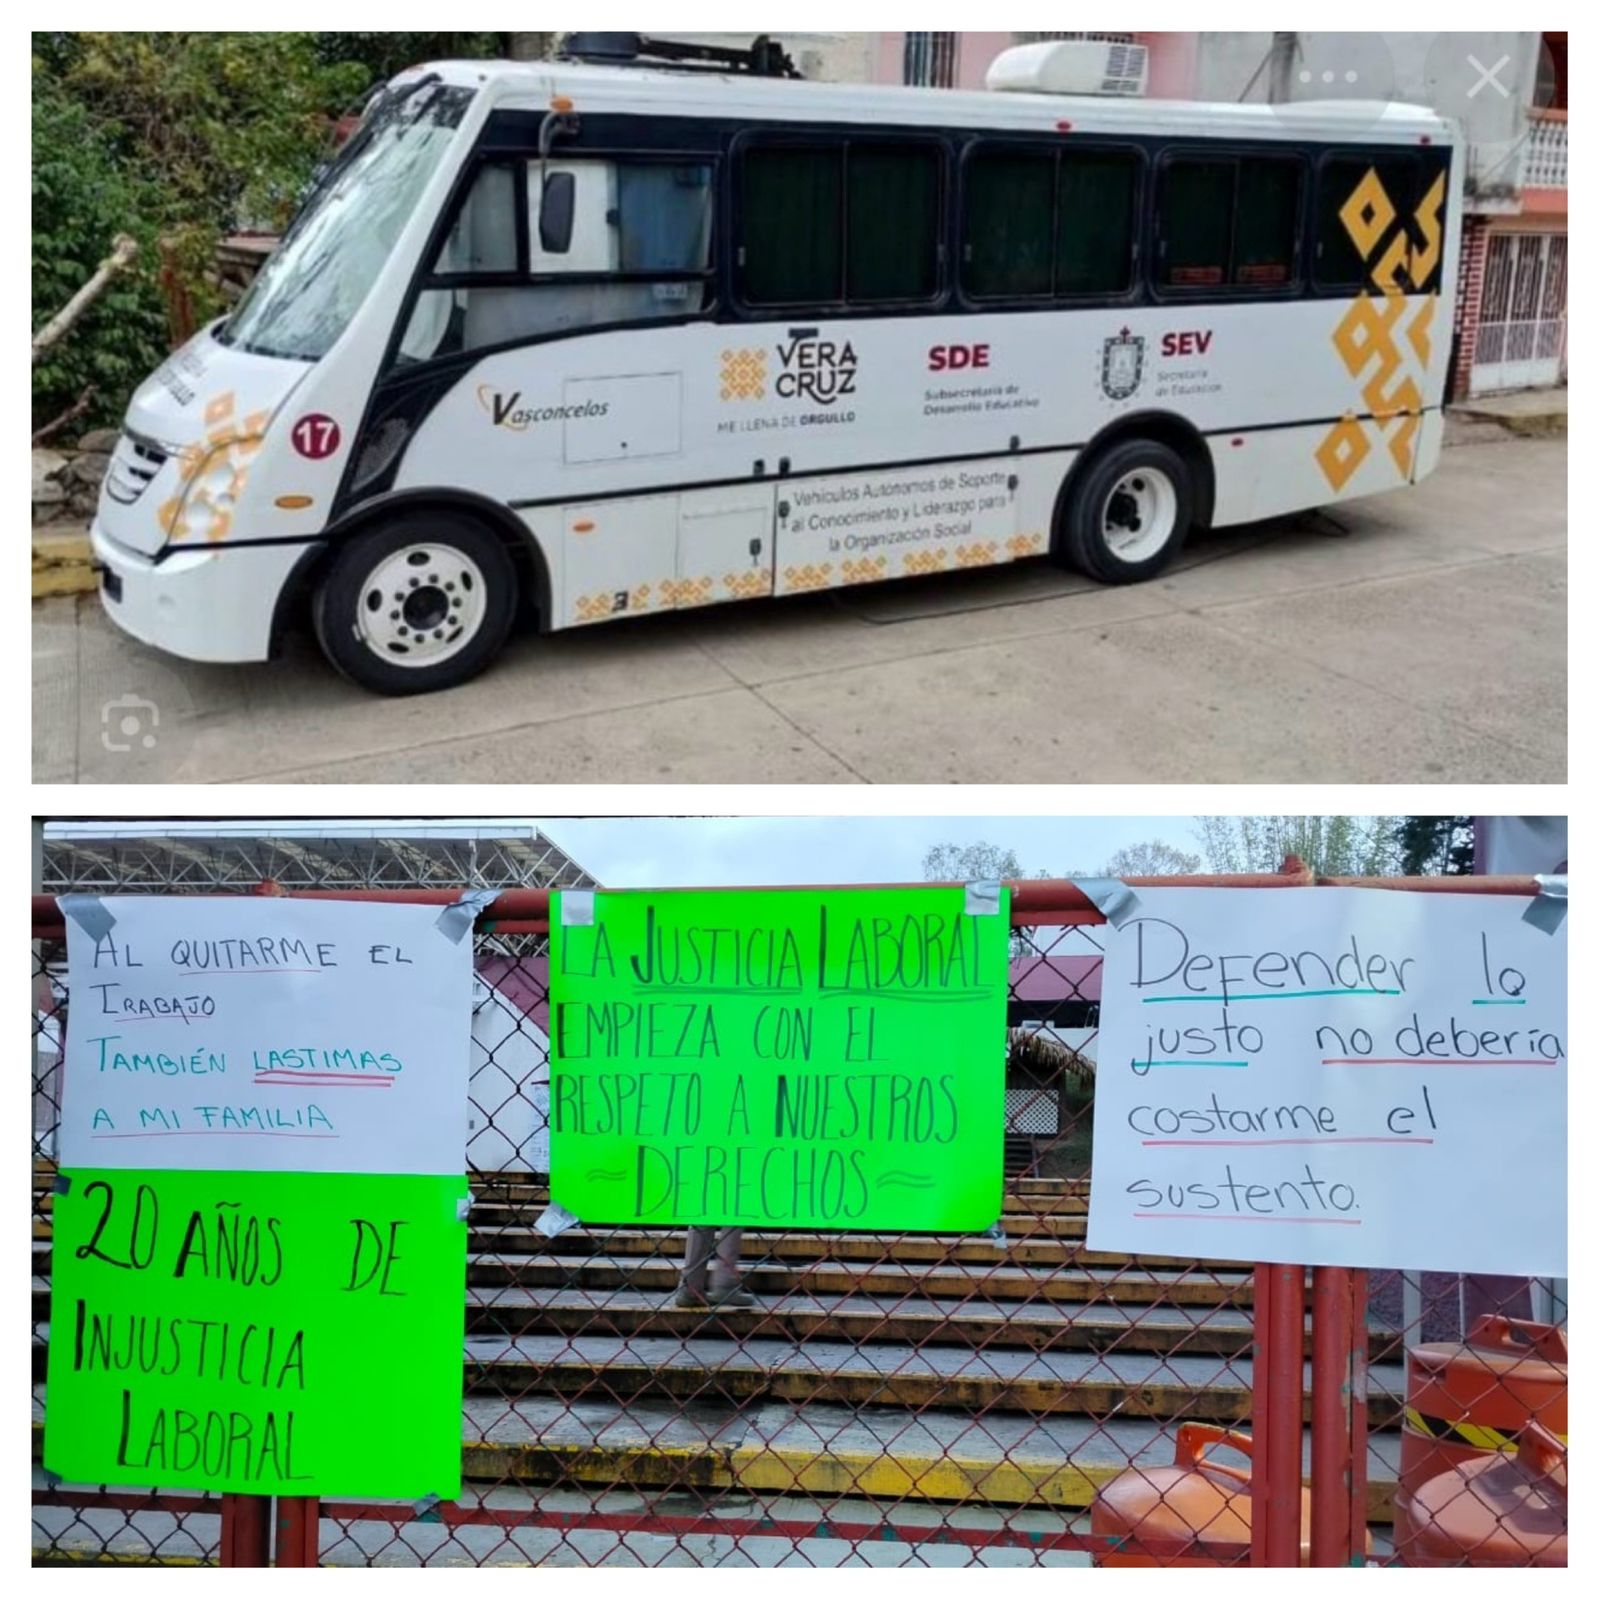 17
Vasconcelos
VERA
CRUZ
ME LLENA DE ORGULLO
SDE
Subsecretaría de
Desarrollo Educativo
SEV
Secretaría
de Educación
Vehículos Autónomos de Soporte
al Conocimiento y Liderazgo para
la Organización Social
AL QUITARME EL
TRABAJO
TAMBIÉN LASTIMAS
A MI FAMILIA
20 AÑOS DE
INJUSTICIA
LABORAL
LA JUSTICIA LABORAL
EMPIEZA CON EL
RESPETO A NUESTROS
~DERECHOS~
Defender lo
justo no debería
costarme el
sustento.